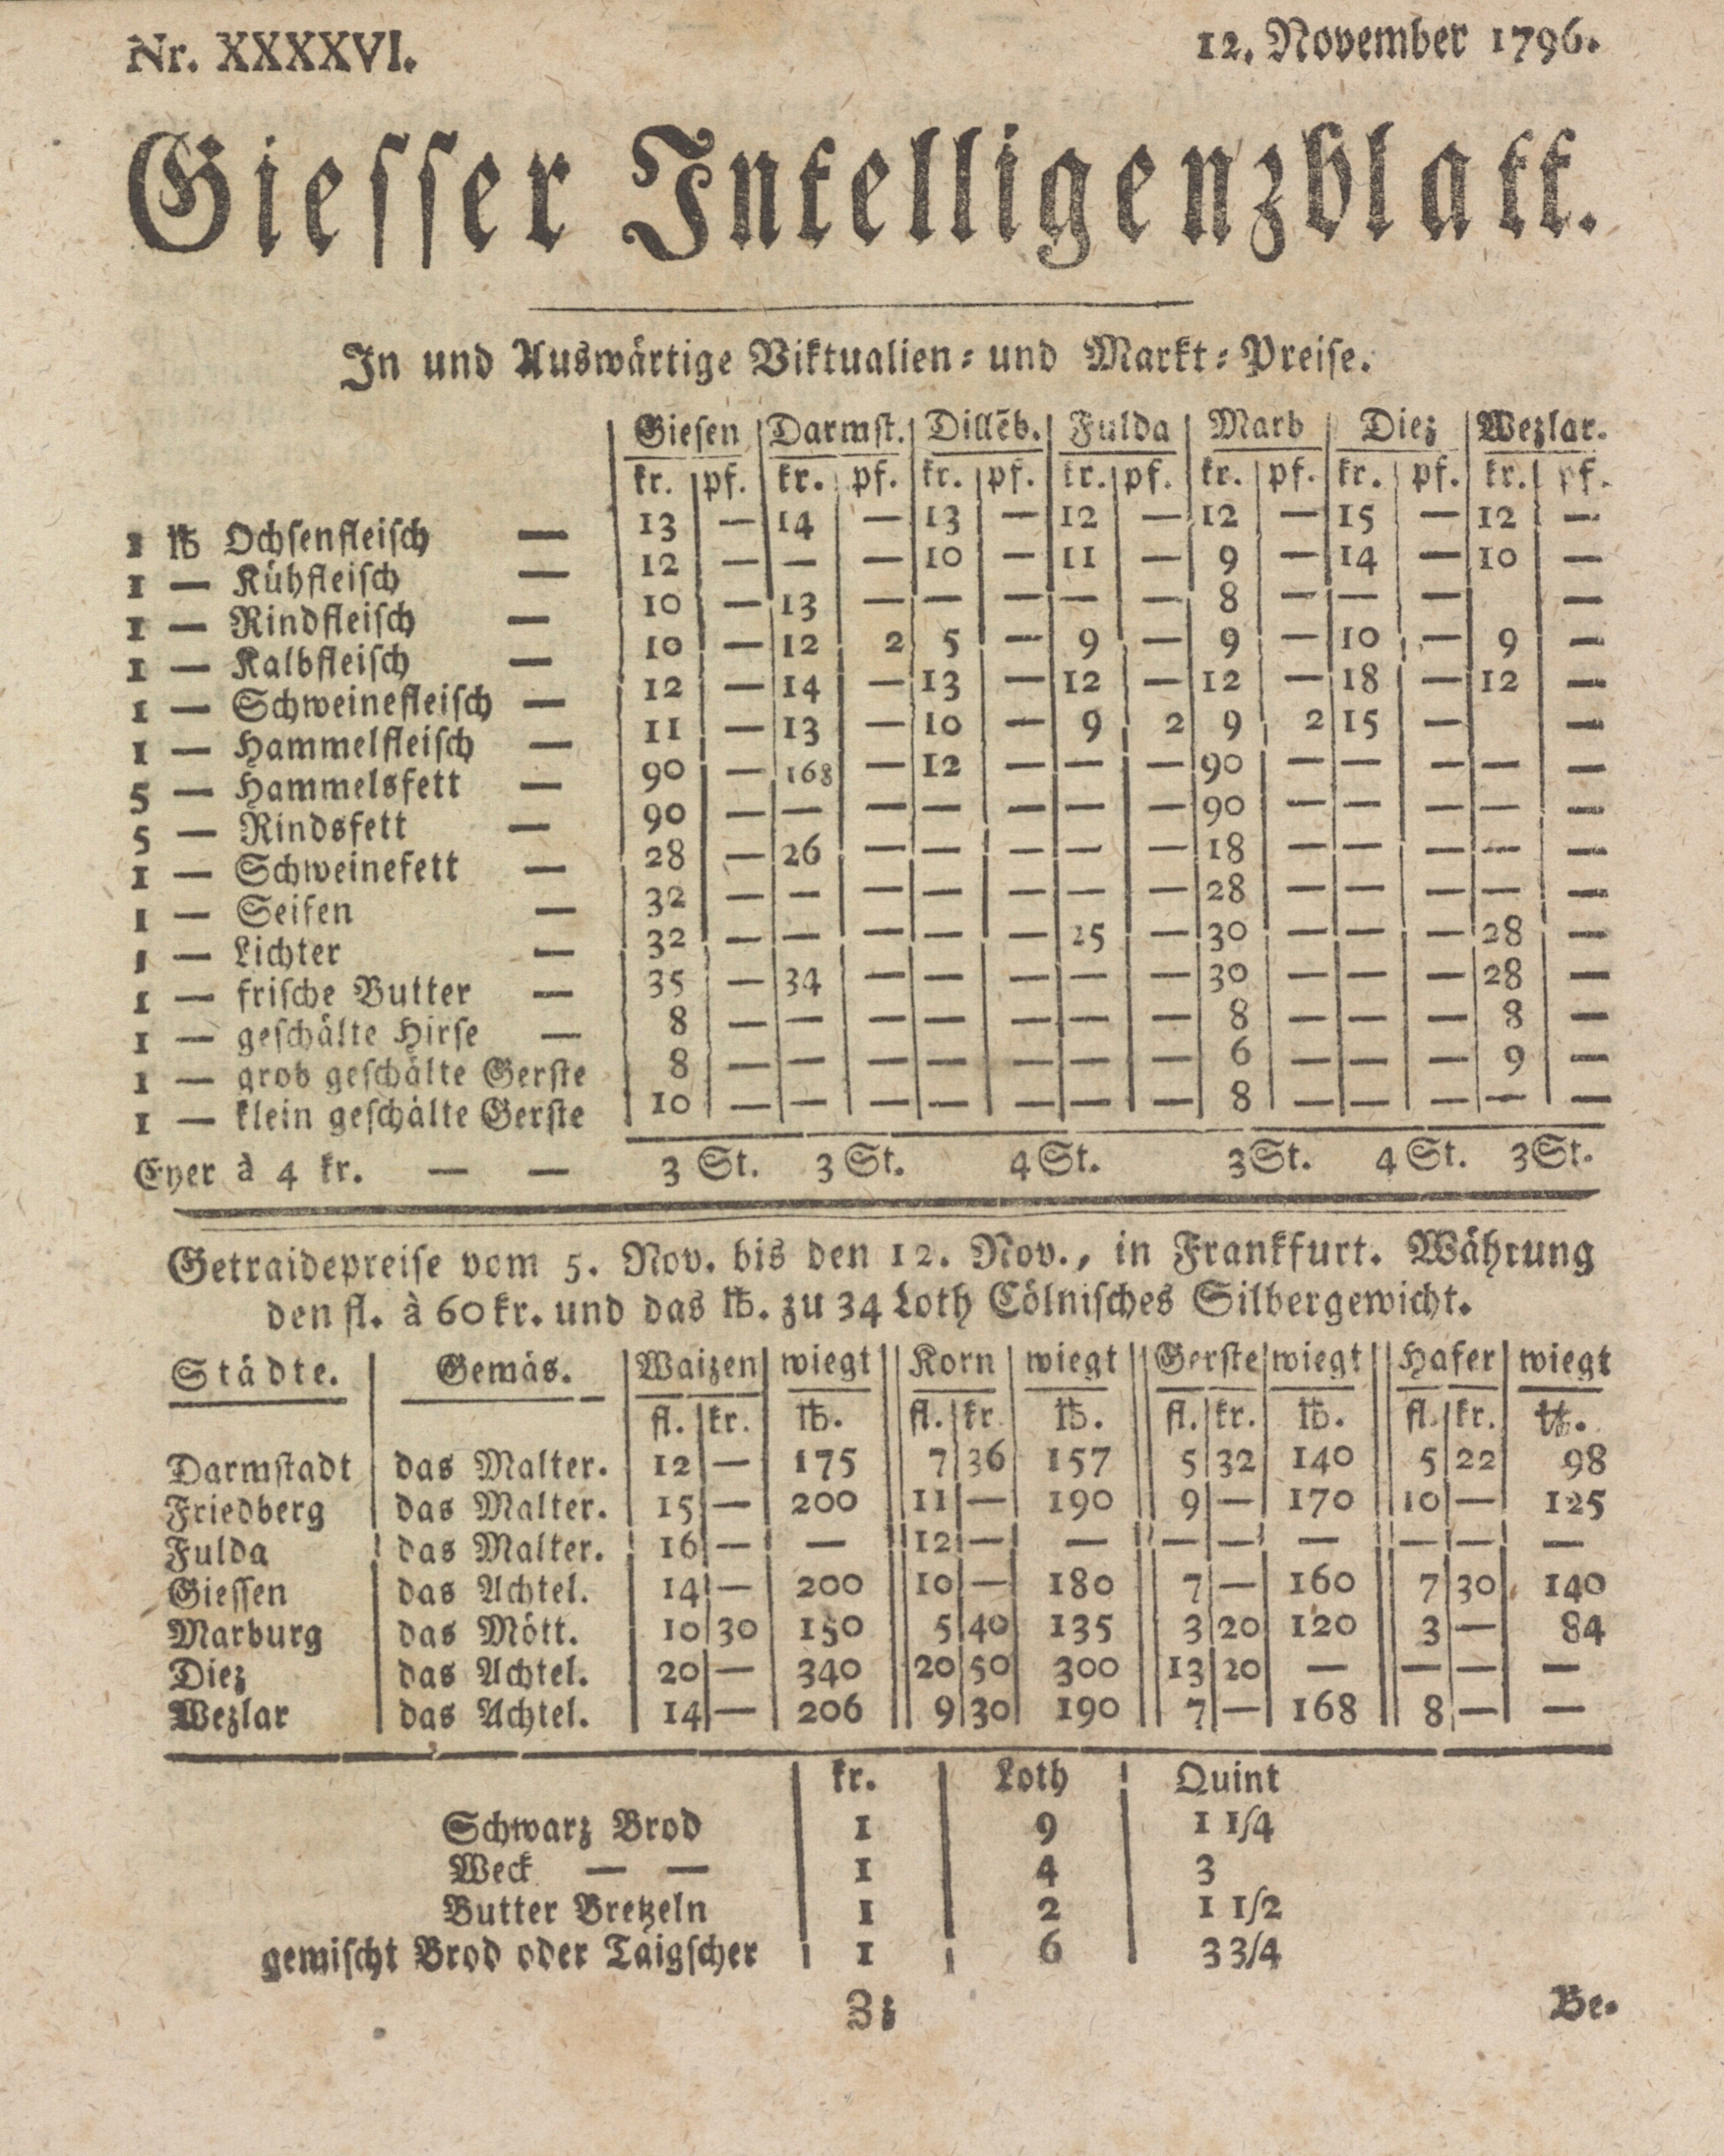 Nr. XXXXVI. 12. November 1796.
Giesser Intelligenzblatt.
In und Auswärtige Viktualien- und Markt-Preise.
Giesen Darmst. Dillēb. Fulda Marb Diez Wezlar.
kr. pf. kr. pf. kr. pf. kr. pf. kr. pf. kr. pf. kr. pf.
1 ℔ Ochsenfleisch — 13 — 14 — 13 — 12 — 12 — 15 — 12 —
1 — Kühfleisch — 12 — — — 10 — 11 — 9 — 14 — 10 —
1 — Rindfleisch — 10 — 13 — — — — — 8 — — — —
1 — Kalbfleisch — 10 — 12 2 5 — 9 — 9 — 10 — 9 —
1 — Schweinefleisch — 12 — 14 — 13 — 12 — 12 — 18 — 12 —
1 — Hammelfleisch — 11 — 13 — 10 — 9 2 9 2 15 — —
5 — Hammelsfett — 90 — 168 — 12 — — — 90 — — — — —
5 — Rindsfett — 90 — — — — — — — 90 — — — — —
1 — Schweinefett — 28 — 26 — — — — — 18 — — — — —
1 — Seifen — 32 — — — — — — — 28 — — — — —
1 — Lichter — 32 — — — — — 25 — 30 — — — 28 —
1 — frische Butter — 35 — 34 — — — — — 30 — — — 28 —
1 — geschälte Hirse — 8 — — — — — — — 8 — — — 8 —
1 — grob geschälte Gerste 8 — — — — — — — 6 — — — 9 —
1 — klein geschälte Gerste 10 — — — — — — — 8 — — — — —
Eyer à 4 kr. — — 3 St. 3 St. 4 St. 3 St. 4 St. 3 St.
Getraidepreise vom 5. Nov. bis den 12. Nov., in Frankfurt. Währung
den fl. à 60 kr. und das ℔. zu 34 Loth Cölnisches Silbergewicht.
Städte. Gemäs. Waizen wiegt Korn wiegt Gerste wiegt Hafer wiegt
fl. kr. ℔. fl. kr ℔. fl. kr. ℔. fl. kr. ℔.
Darmstadt das Malter. 12 — 175 7 36 157 5 32 140 5 22 98
Friedberg das Malter. 15 — 200 11 — 190 9 — 170 10 — 125
Fulda das Malter. 16 — — 12 — — — — — — — —
Giessen das Achtel. 14 — 200 10 — 180 7 — 160 7 30 140
Marburg das Mött. 10 30 150 5 40 135 3 20 120 3 — 84
Diez das Achtel. 20 — 340 20 50 300 13 20 — — — —
Wezlar das Achtel. 14 — 206 9 30 190 7 — 168 8 — —
kr. Loth Quint
Schwarz Brod 1 9 1 1/4
Weck — — 1 4 3
Butter Bretzeln 1 2 1 1/2
gemischt Brod oder Taigscher 1 6 3 3/4
Zz Be-